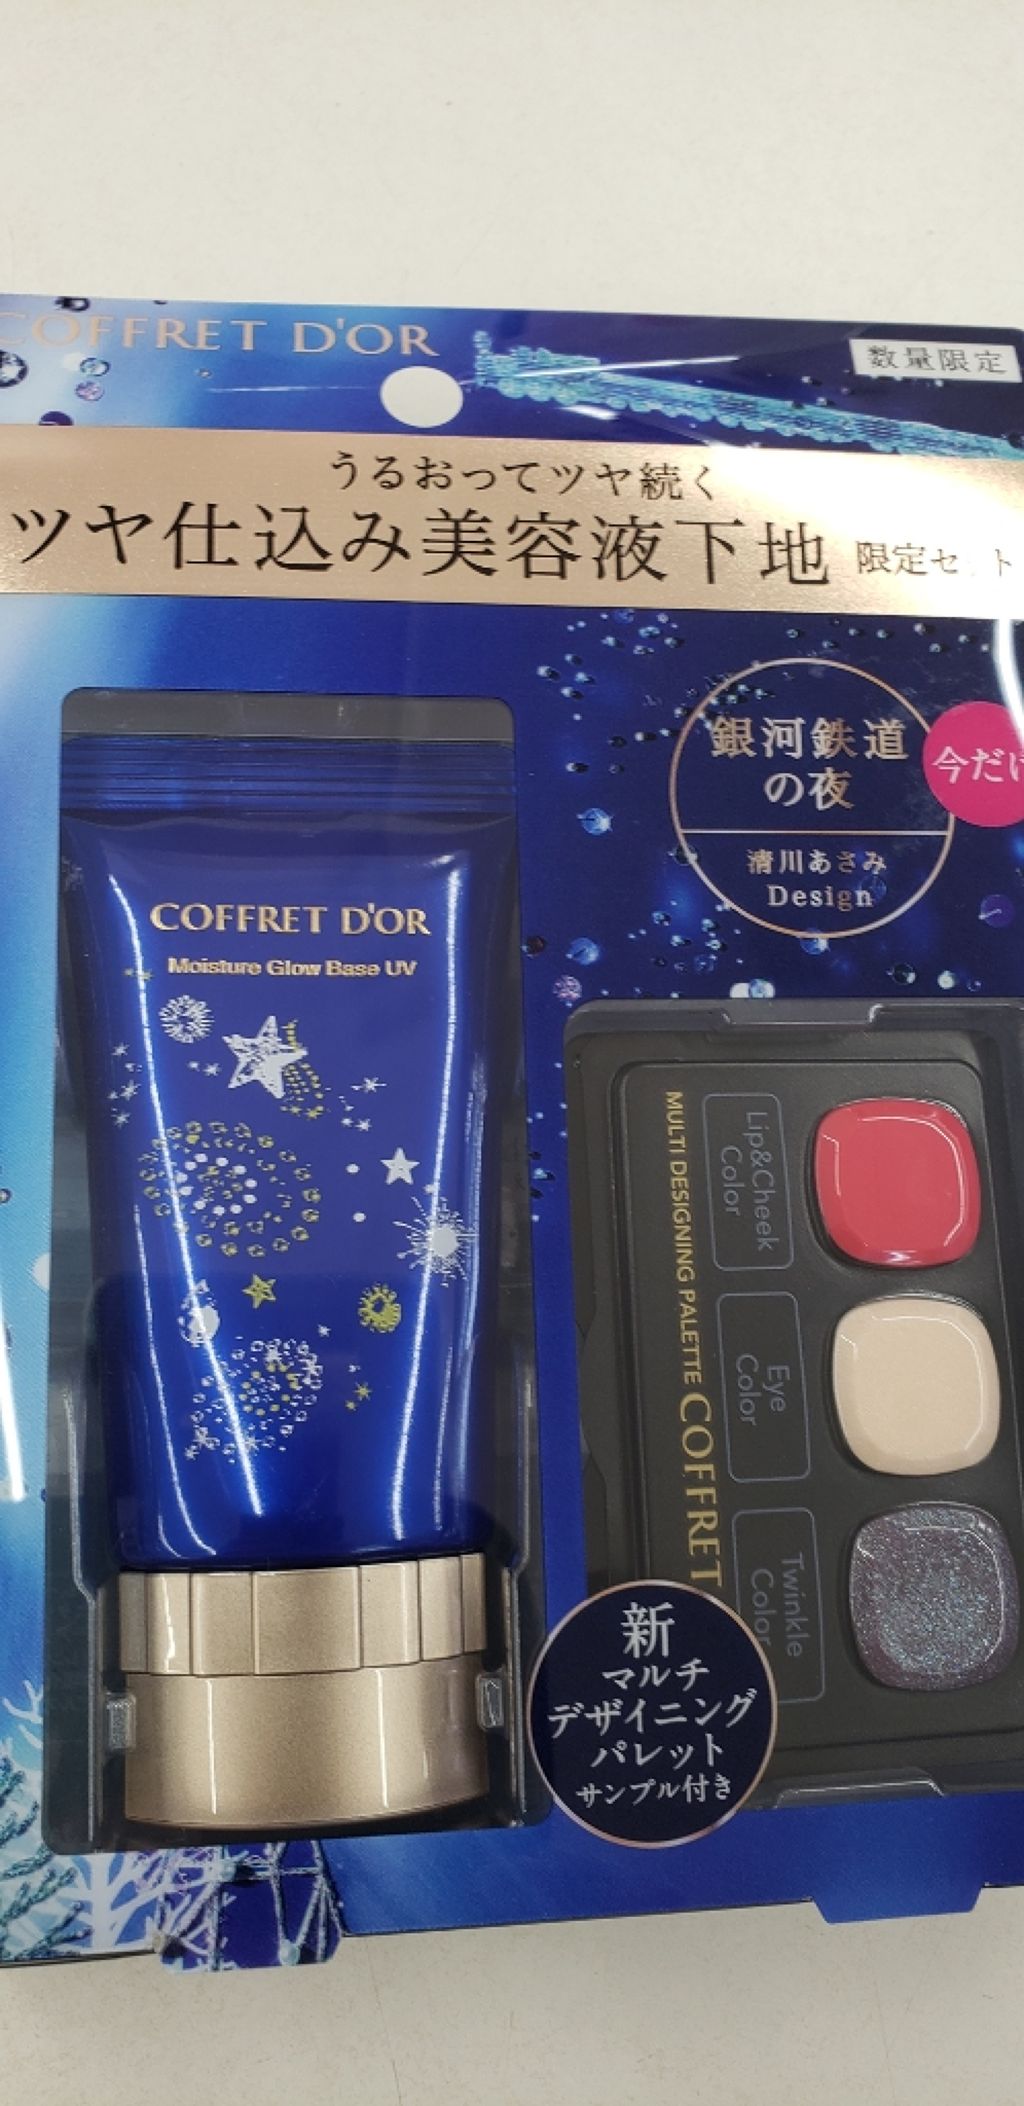 COFFRET D'OR
数量限定
うるおってツヤ続く
ツヤ仕込み美容液下地 限定セット
銀河鉄道
の夜
清川あさみ
Design
今だけ
COFFRET D'OR
Moisture Glow Base UV
MULTI DESIGNING PALETTE COFFRET
Lip&Cheek
Color
Eye
Color
Twinkle
Color
新
マルチ
デザイニング
パレット
サンプル付き